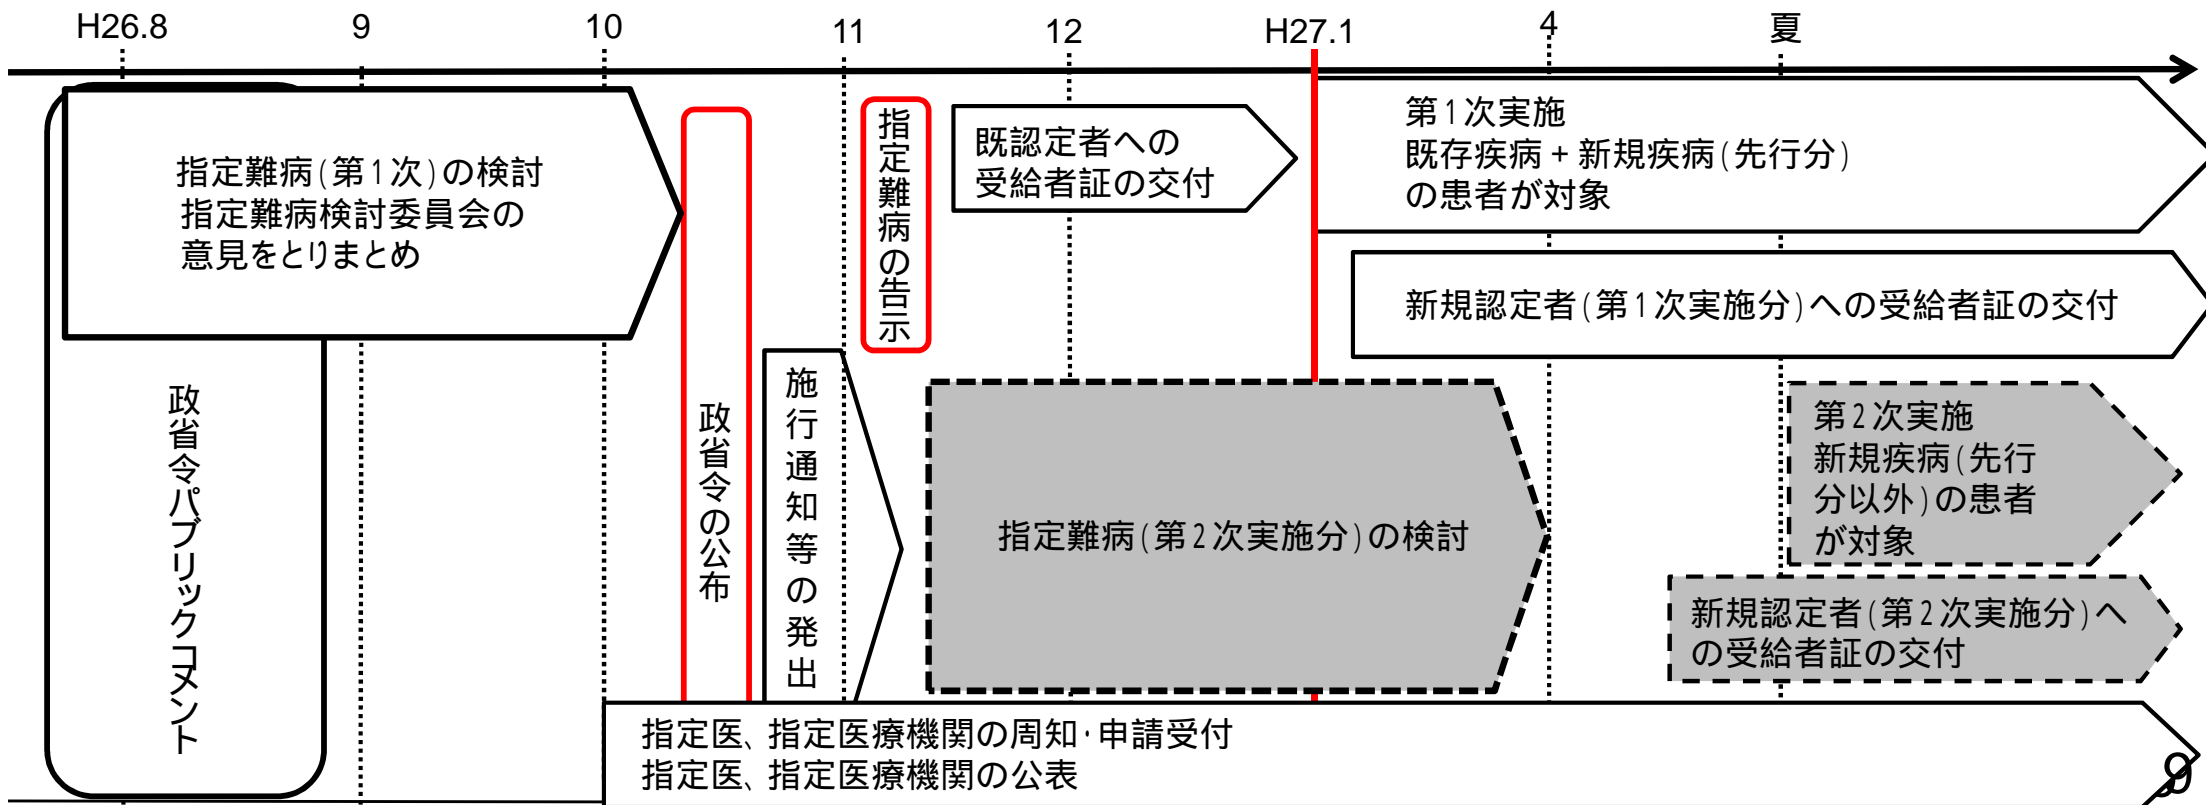 H26.8
9
10
11
12
H27.1
4
夏
指定難病(第1次)の検討
指定難病検討委員会の
意見をとりまとめ
政省令パブリックコメント
政省令の公布
施行通知等の発出
指定難病の告示
既認定者への
受給者証の交付
第1次実施
既存疾病+新規疾病(先行分)
の患者が対象
新規認定者(第1次実施分)への受給者証の交付
指定難病(第2次実施分)の検討
第2次実施
新規疾病(先行
分以外)の患者
が対象
新規認定者(第2次実施分)へ
の受給者証の交付
指定医、指定医療機関の周知・申請受付
指定医、指定医療機関の公表
9